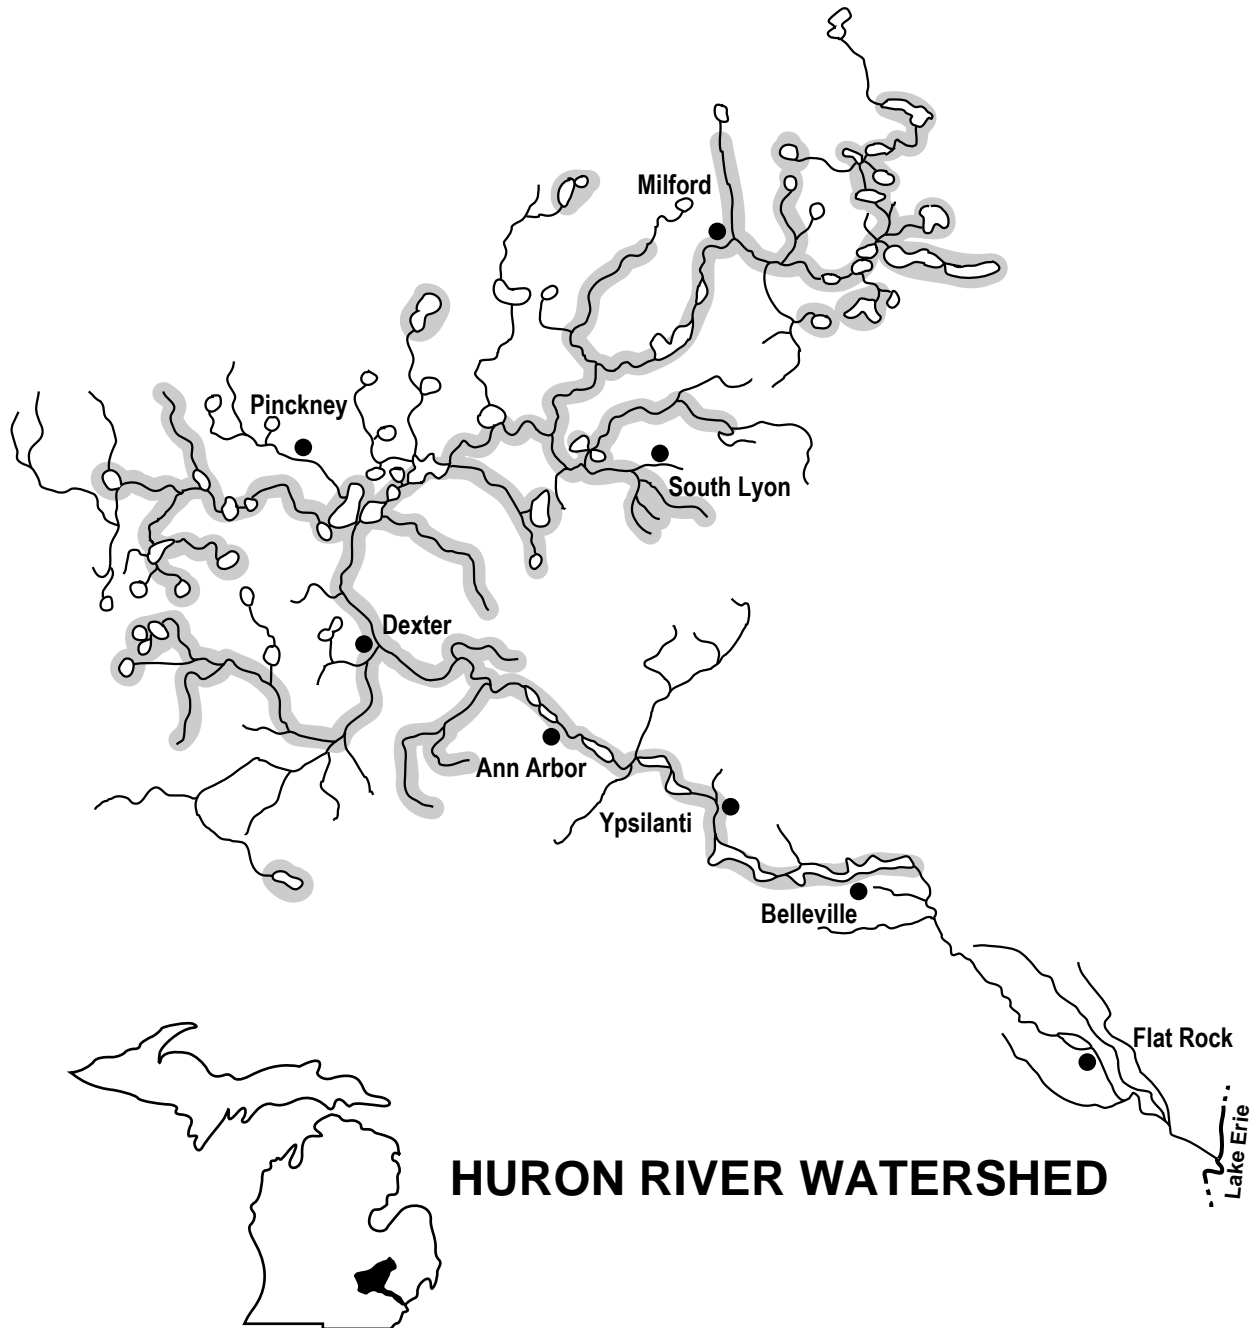 Milford
Pinckney
South Lyon
Dexter
Ann Arbor
Ypsilanti
Belleville
Flat Rock
Lake Erie
HURON RIVER WATERSHED